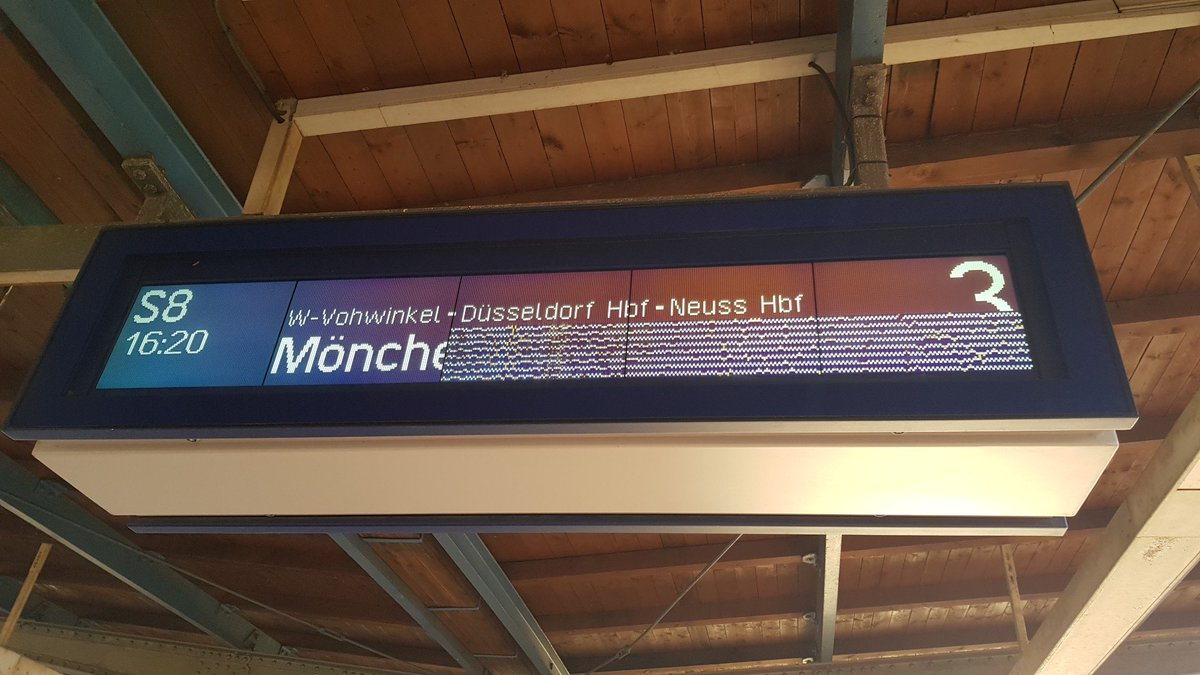 S8
16:20
W-Vohwinkel - Düsseldorf Hbf - Neuss Hbf
Mönche
3